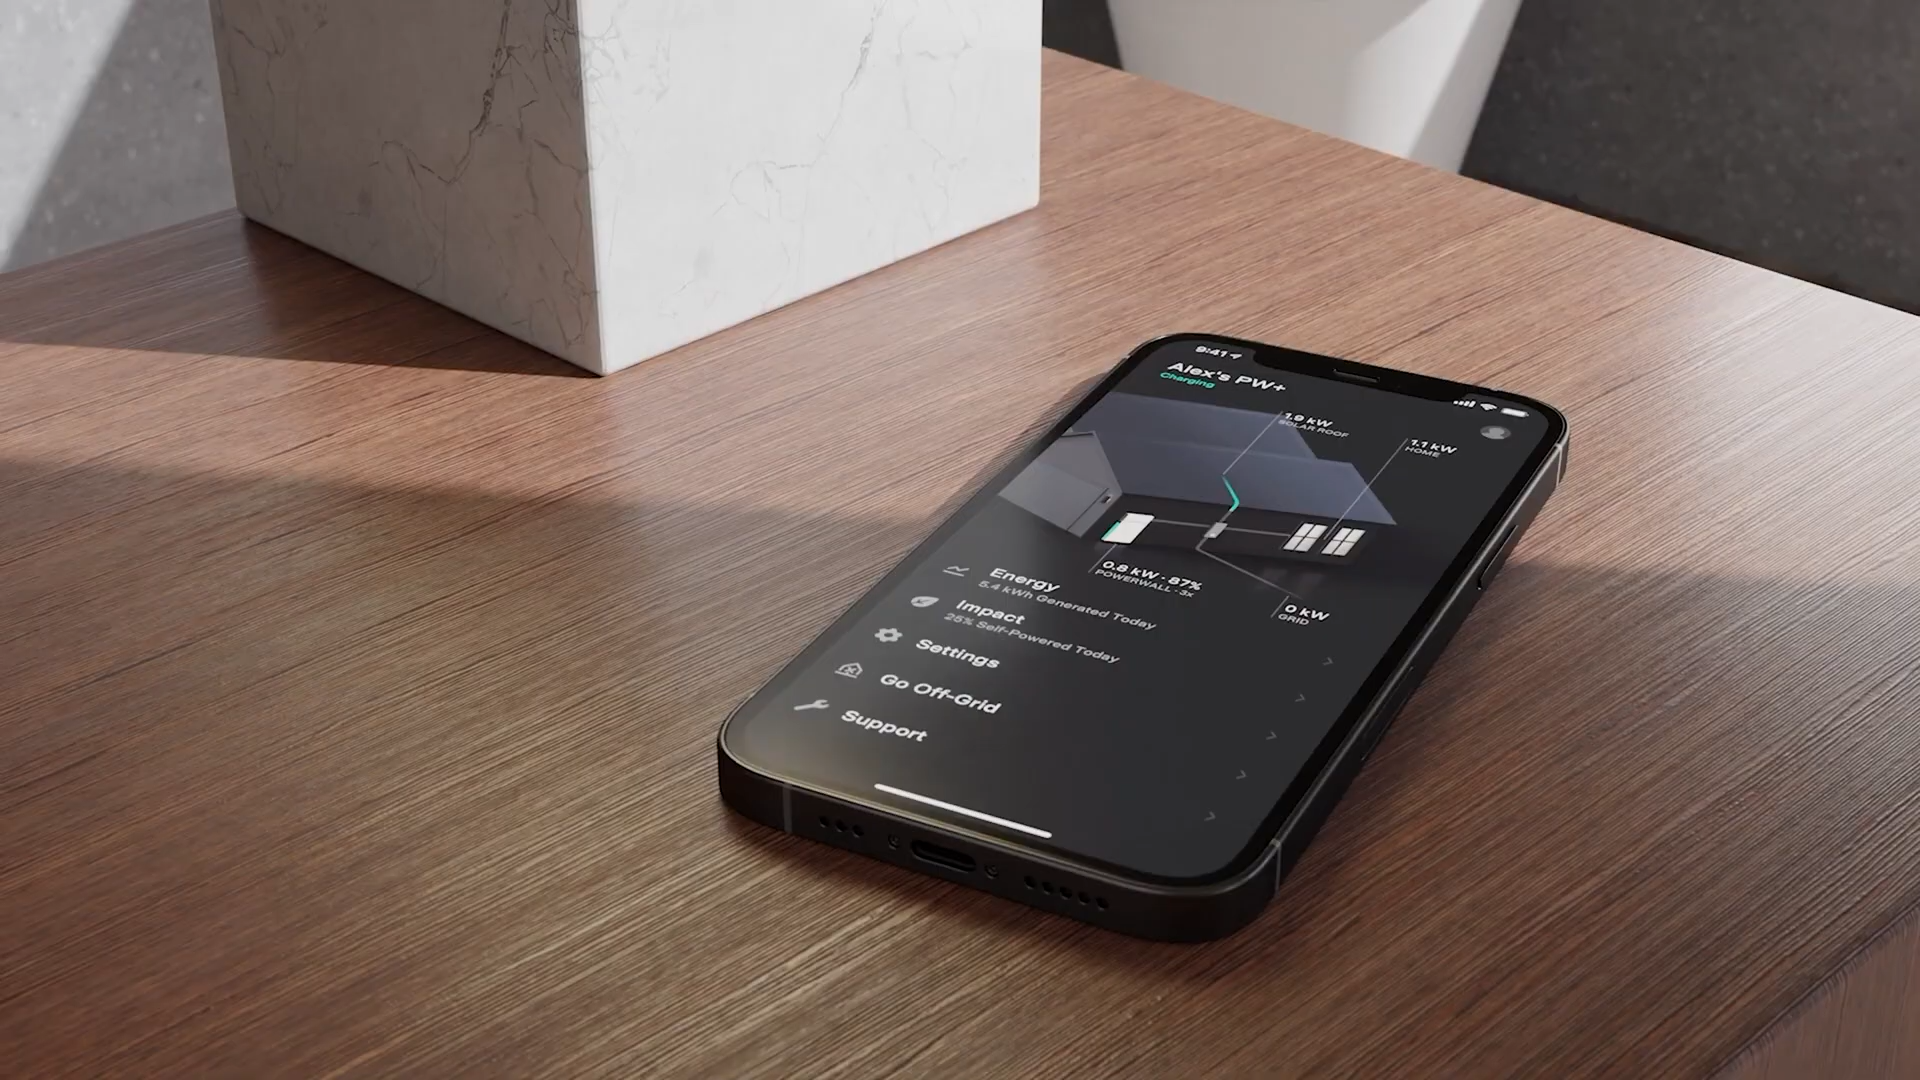 9:41
Alex's PW+
Charging
1.9 kW
SOLAR ROOF
1.1 kW
HOME
0.8 kW · 87%
POWERWALL · 3x
0 kW
GRID
Energy
5.4 kWh Generated Today
Impact
25% Self-Powered Today
Settings
Go Off-Grid
Support